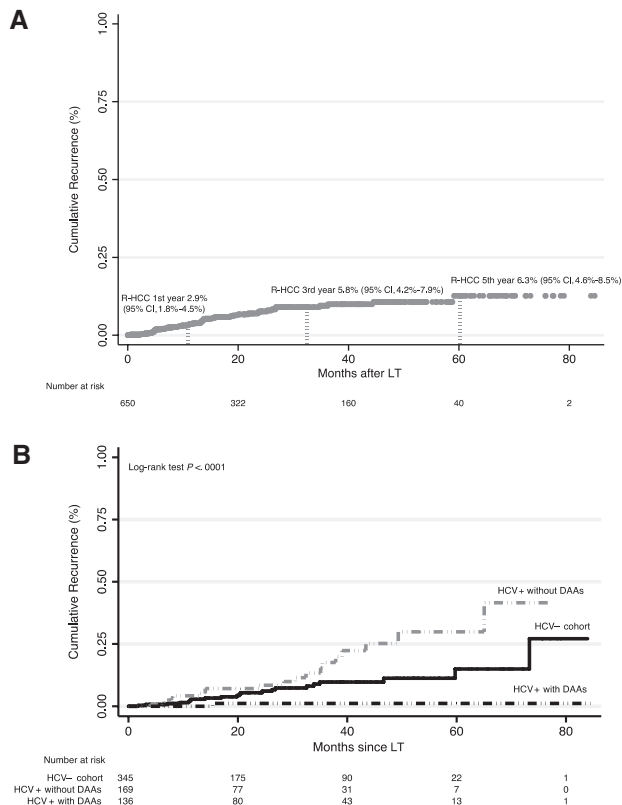 A
Cumulative Recurrence (%)
1.00
0.75
0.50
0.25
0.00
R-HCC 1st year 2.9%
(95% CI, 1.8%-4.5%)
R-HCC 3rd year 5.8% (95% CI, 4.2%-7.9%)
R-HCC 5th year 6.3% (95% CI, 4.6%-8.5%)
0 20 40 60 80
Months after LT
Number at risk
650 322 160 40 2
B
Cumulative Recurrence (%)
1.00
0.75
0.50
0.25
0.00
Log-rank test P <.0001
HCV+ without DAAs
HCV– cohort
HCV+ with DAAs
0 20 40 60 80
Months since LT
Number at risk
HCV– cohort 345 175 90 22 1
HCV+ without DAAs 169 77 31 7 0
HCV+ with DAAs 136 80 43 13 1